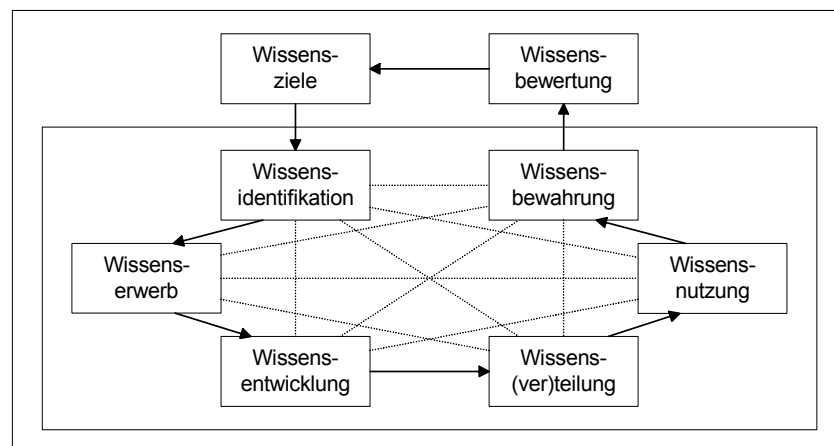 Wissens-
ziele
Wissens-
bewertung
Wissens-
identifikation
Wissens-
bewahrung
Wissens-
erwerb
Wissens-
nutzung
Wissens-
entwicklung
Wissens-
(ver)teilung